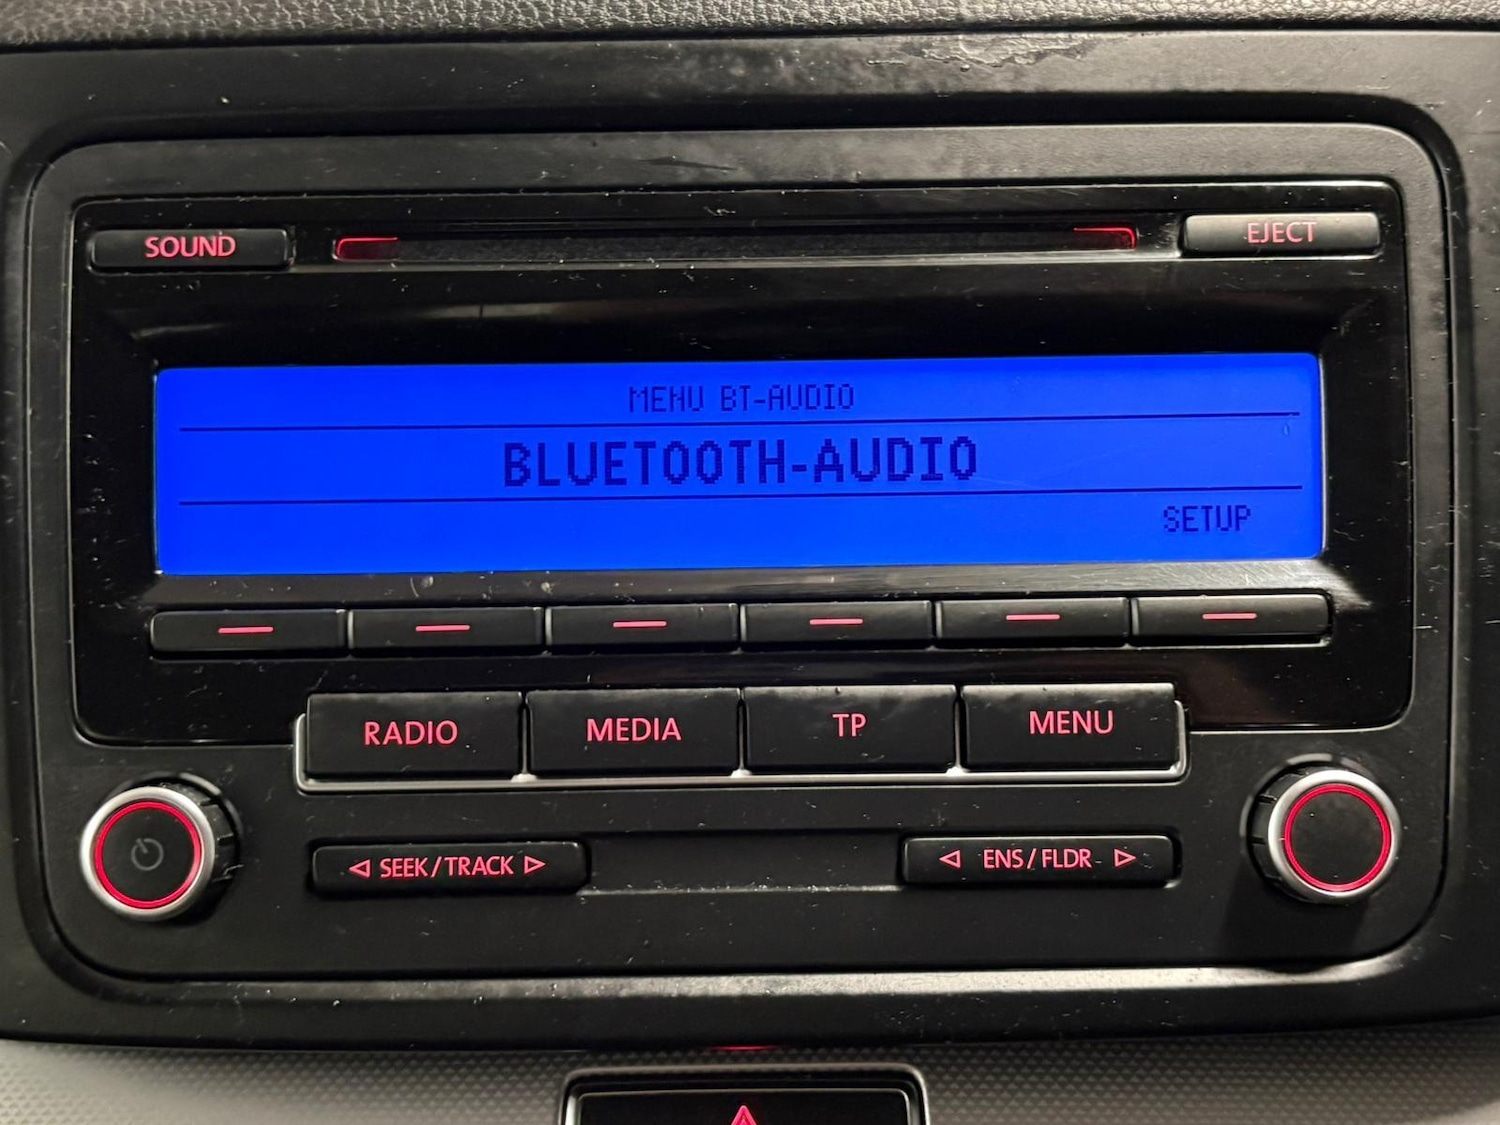 SOUND
EJECT
MENU BT-AUDIO
BLUETOOTH-AUDIO
SETUP
RADIO
MEDIA
TP
MENU
SEEK/TRACK
ENS/FLDR